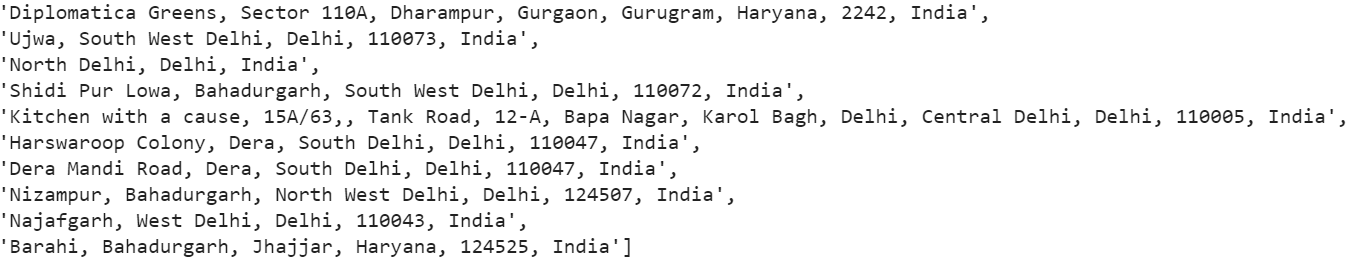 'Diplomatica Greens, Sector 110A, Dharampur, Gurgaon, Gurugram, Haryana, 2242, India',
'Ujwa, South West Delhi, Delhi, 110073, India',
'North Delhi, Delhi, India',
'Shidi Pur Lowa, Bahadurgarh, South West Delhi, Delhi, 110072, India',
'Kitchen with a cause, 15A/63,, Tank Road, 12-A, Bapa Nagar, Karol Bagh, Delhi, Central Delhi, Delhi, 110005, India',
'Harswaroop Colony, Dera, South Delhi, Delhi, 110047, India',
'Dera Mandi Road, Dera, South Delhi, Delhi, 110047, India',
'Nizampur, Bahadurgarh, North West Delhi, Delhi, 124507, India',
'Najafgarh, West Delhi, Delhi, 110043, India',
'Barahi, Bahadurgarh, Jhajjar, Haryana, 124525, India']